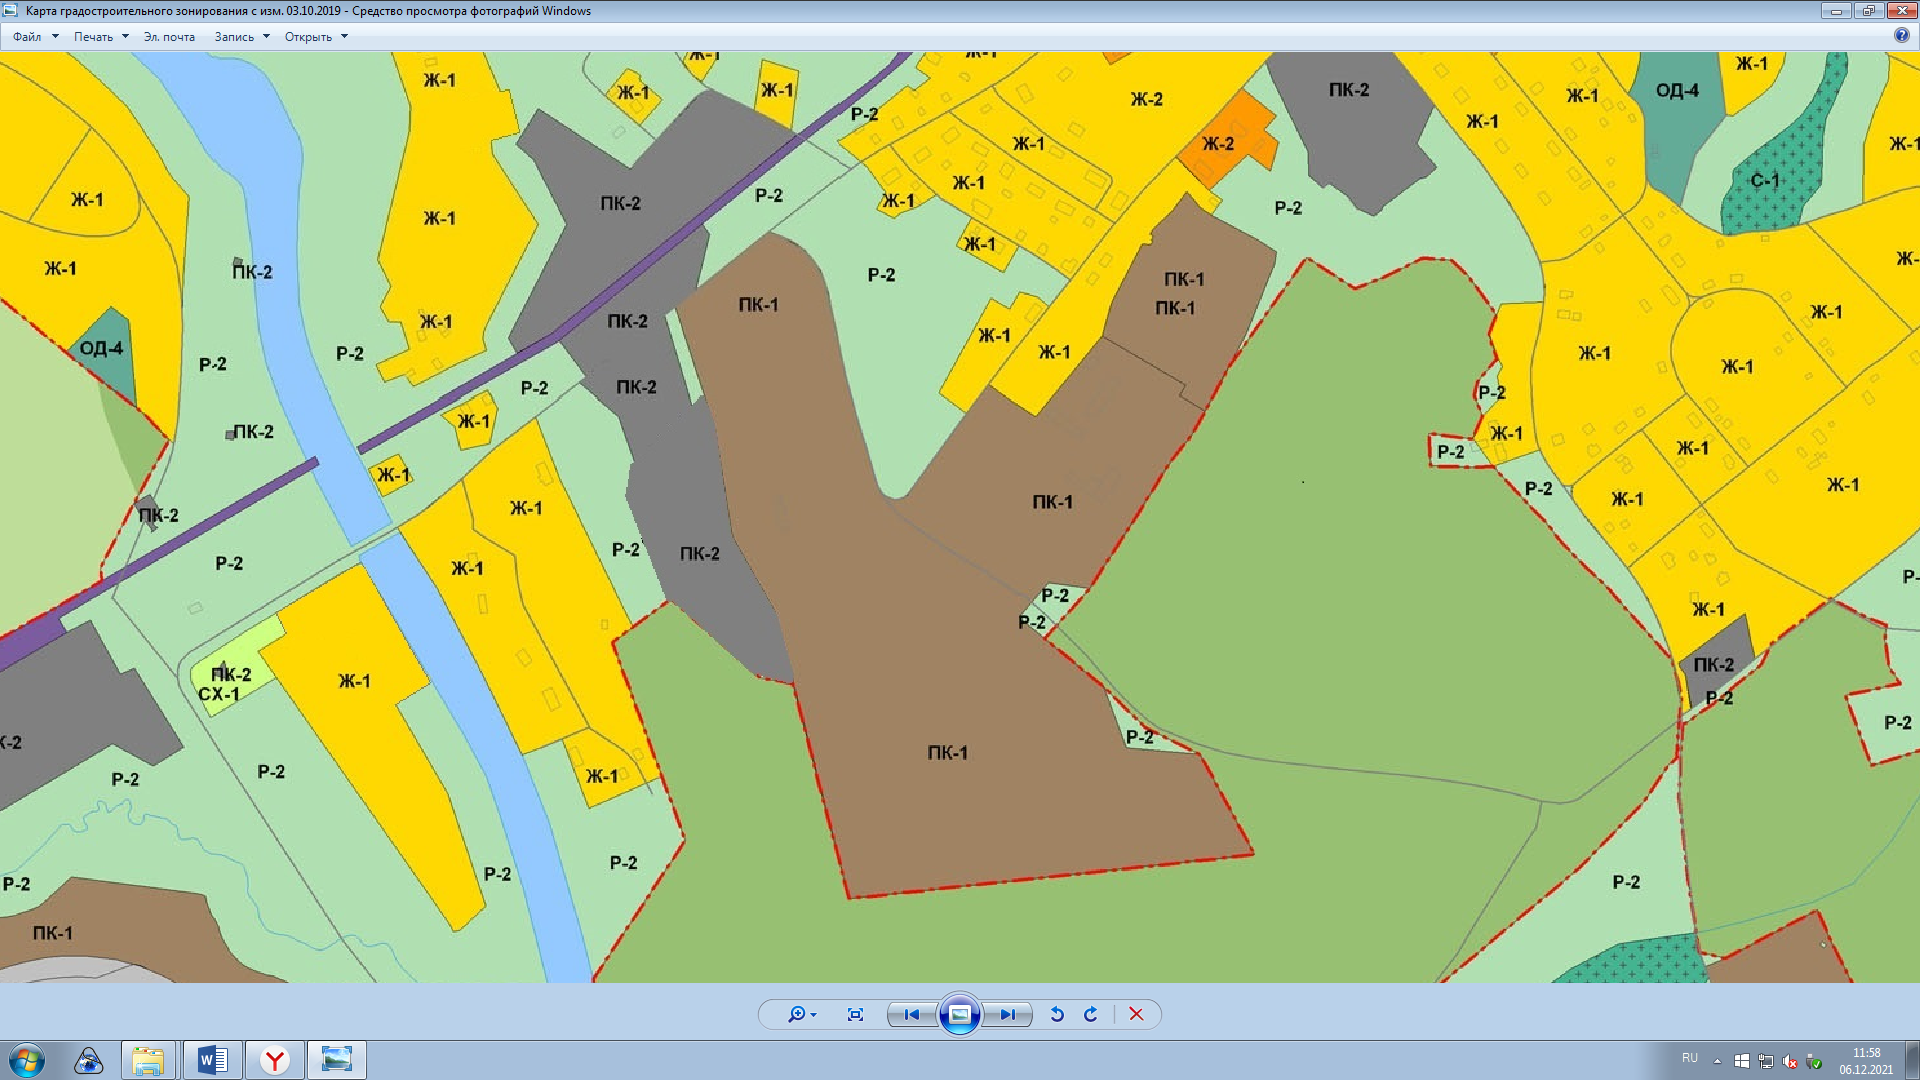 Карта градостроительного зонирования с изм. 03.10.2019 - Средство просмотра фотографий Windows
Файл Печать Эл. почта Запись Открыть
Ж-1
Ж-1
Ж-1
Ж-1
Ж-1
Ж-1
Ж-2
Р-2
Ж-1
Ж-2
ПК-2
Ж-1
Ж-1
ОД-4
Ж-1
Ж-1
С-1
Ж-1
Ж-1
ПК-2
Р-2
Ж-1
Ж-1
Р-2
Ж-1
Ж-1
Ж-1
ПК-2
Р-2
ПК-1
ПК-1
ПК-1
Ж-
Ж-1
ПК-2
Ж-1
Ж-1
Ж-1
ОД-4
Р-2
Р-2
Ж-1
Ж-1
ПК-2
Р-2
Р-2
Ж-1
ПК-2
Ж-1
Р-2
Ж-1
Ж-1
Ж-1
ПК-2
Ж-1
ПК-1
Р-2
Ж-1
Ж-1
Р-2
Ж-1
Р-2
ПК-2
Р-2
Р-2
Р-2
Р-
Ж-1
ПК-2
СХ-1
Ж-1
ПК-2
Р-2
Р-2
Р-2
К-2
Р-2
Р-2
Ж-1
ПК-1
Р-2
Р-2
Р-2
Р-2
Р-2
ПК-1
RU
11:58
06.12.2021